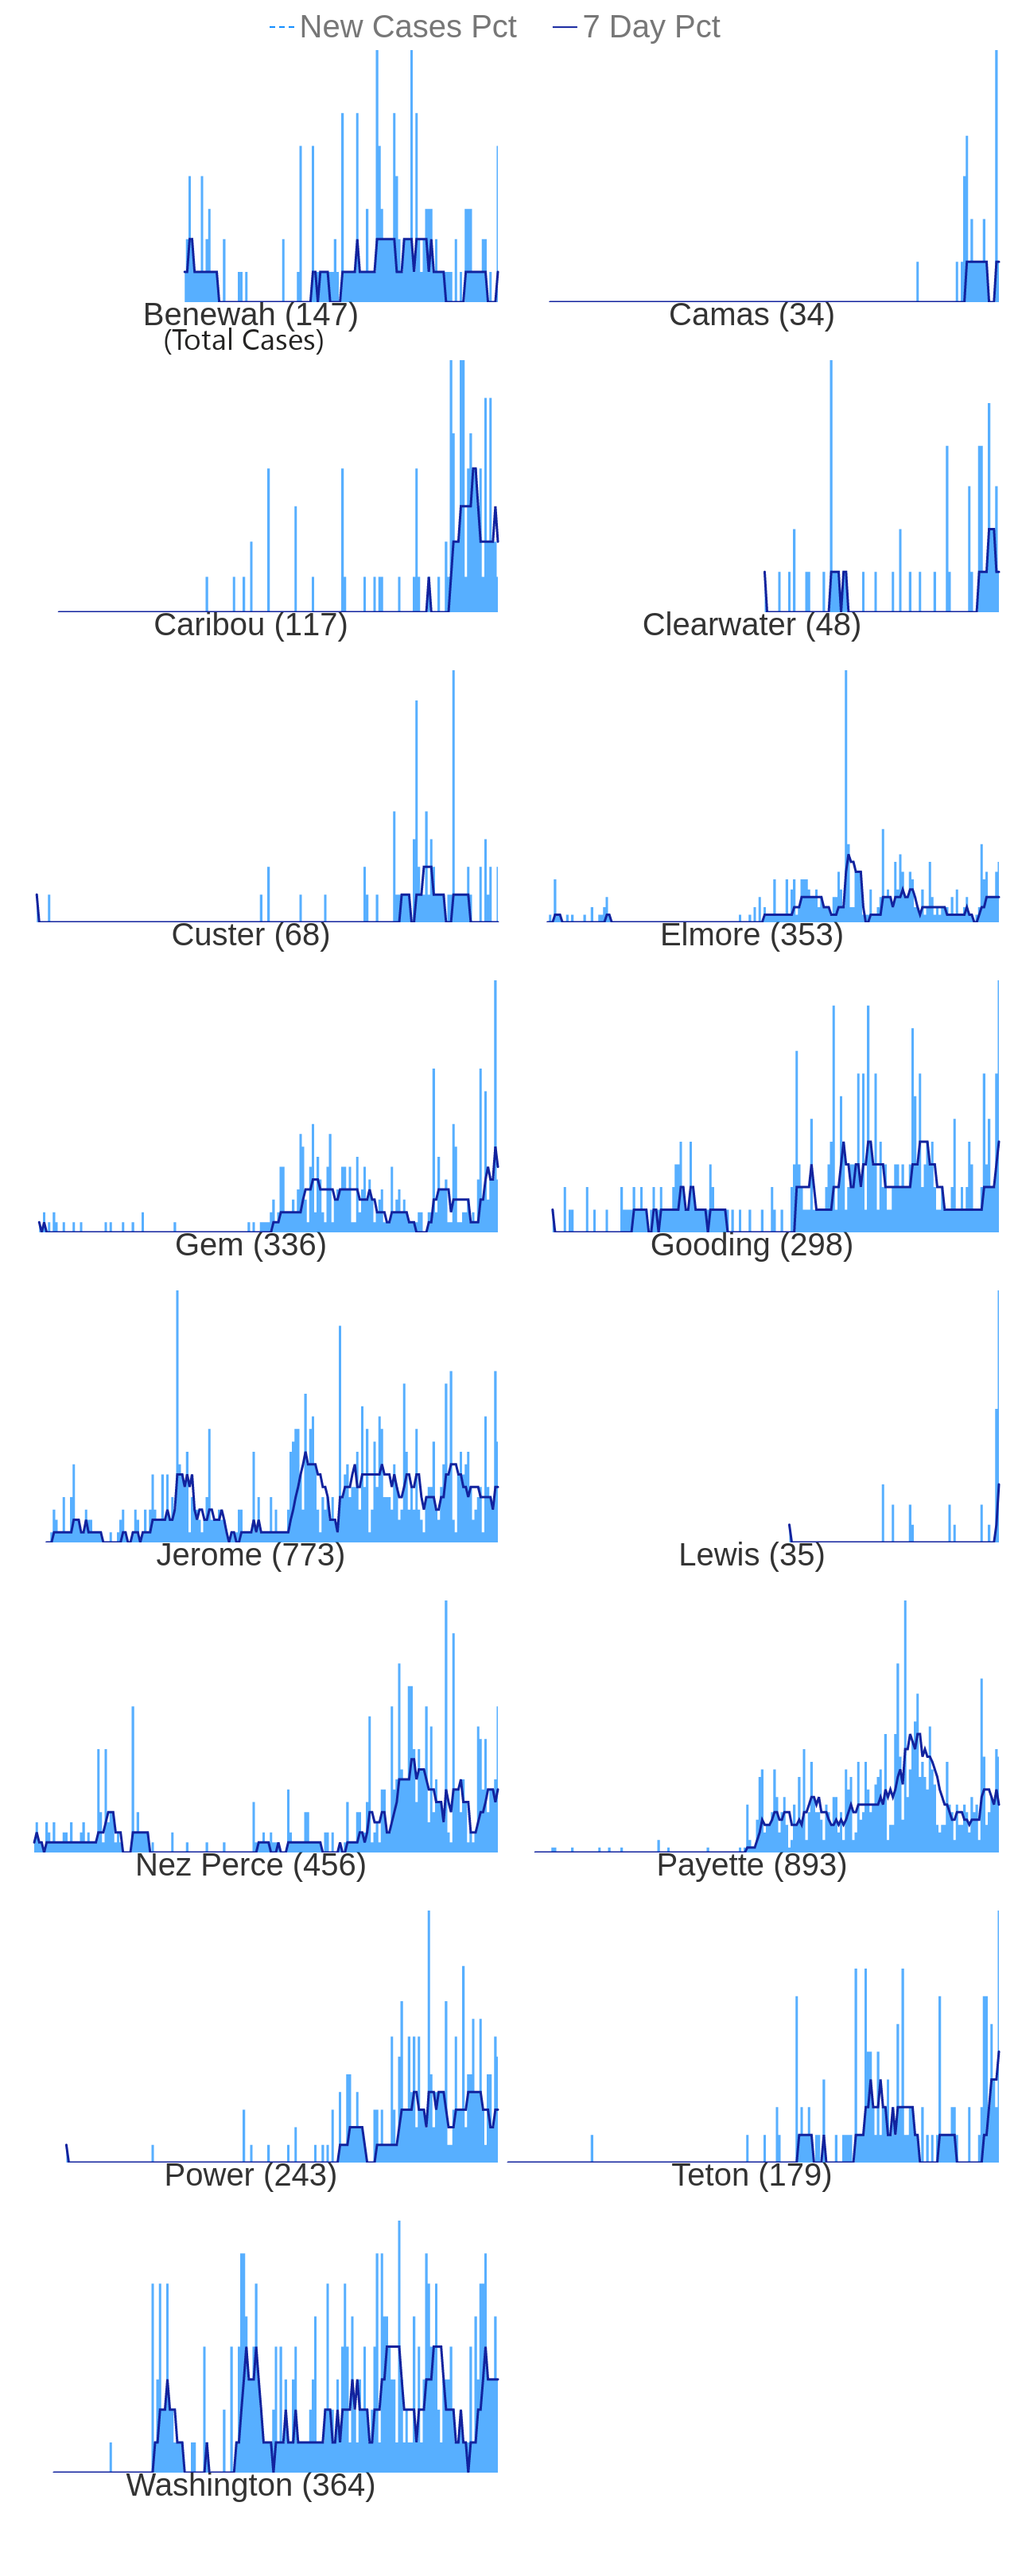 New Cases Pct 7 Day Pct
Benewah (147) Camas (34)
(Total Cases)
Caribou (117) Clearwater (48)
Custer (68) Elmore (353)
Gem (336) Gooding (298)
Jerome (773) Lewis (35)
Nez Perce (456) Payette (893)
Power (243) Teton (179)
Washington (364)